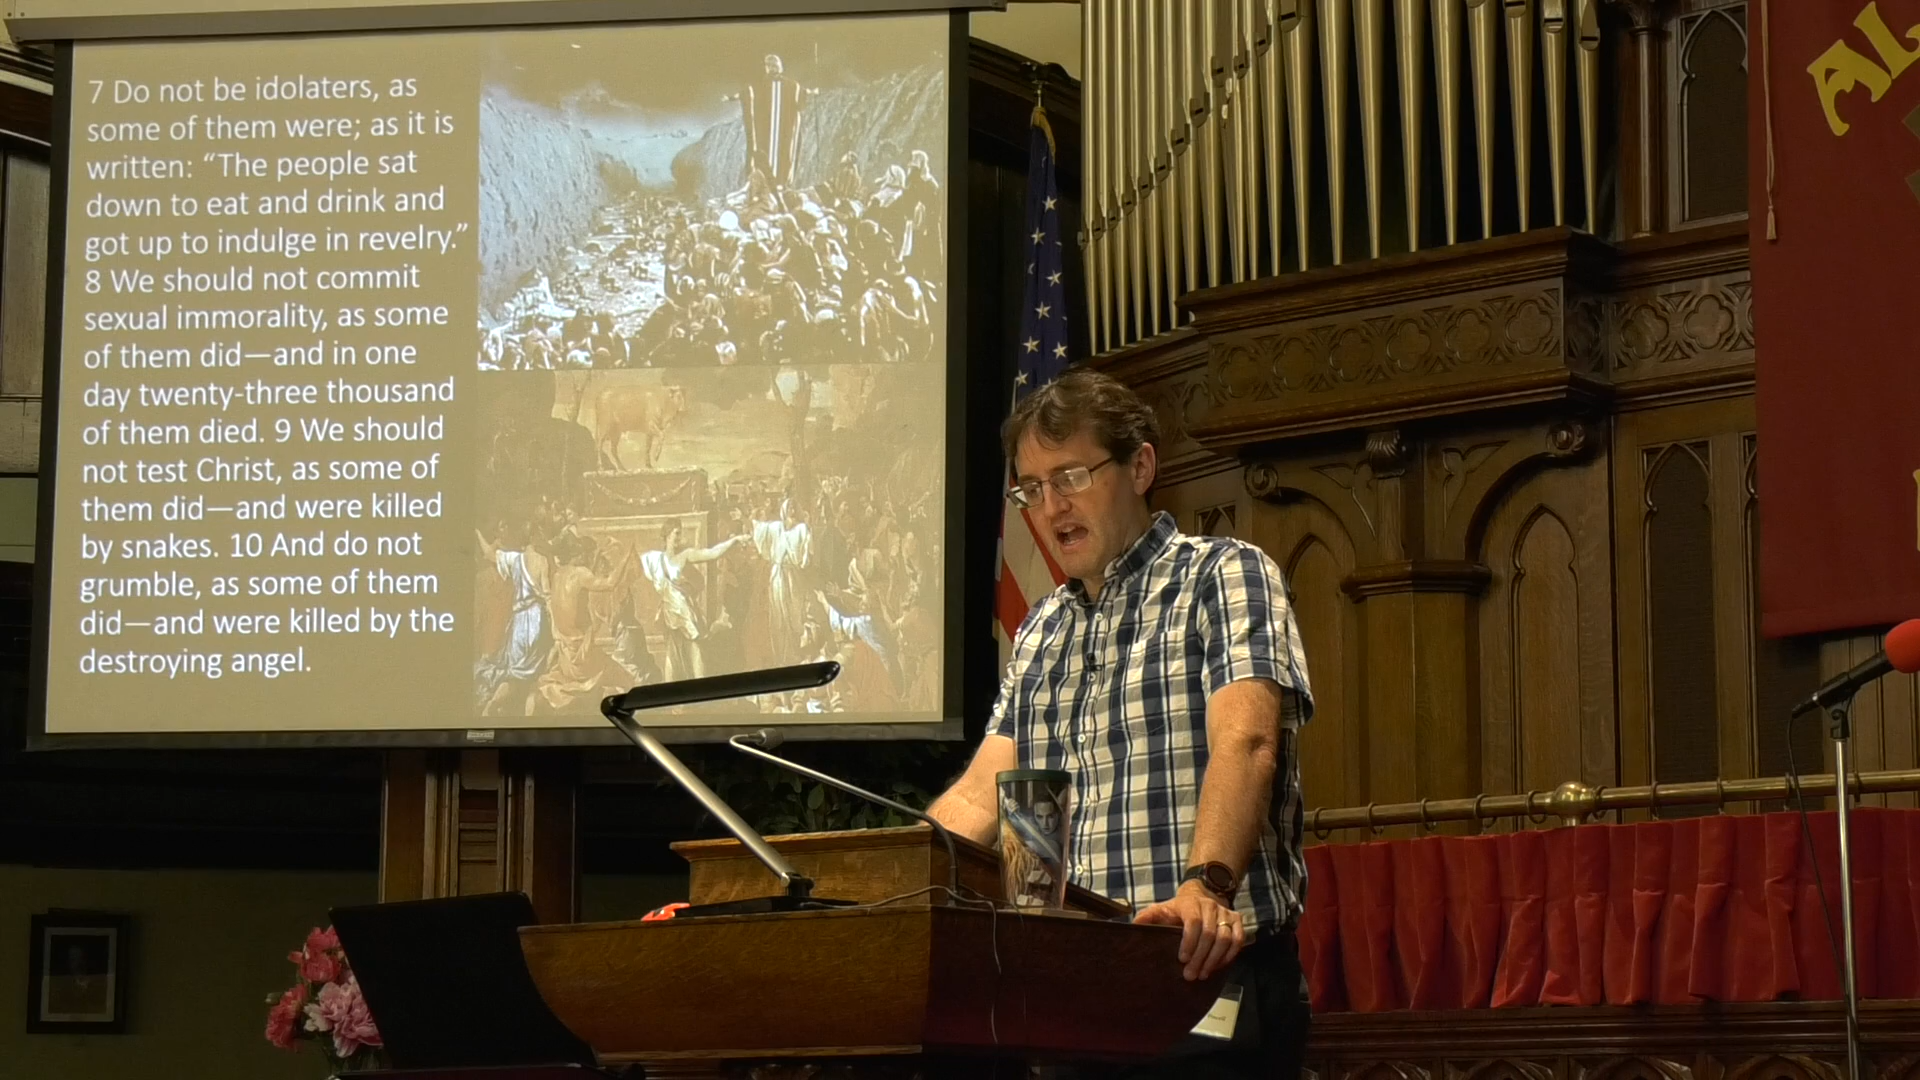 7 Do not be idolaters, as
some of them were; as it is
written: “The people sat
down to eat and drink and
got up to indulge in revelry.”
8 We should not commit
sexual immorality, as some
of them did—and in one
day twenty-three thousand
of them died. 9 We should
not test Christ, as some of
them did—and were killed
by snakes. 10 And do not
grumble, as some of them
did—and were killed by the
destroying angel.
AL